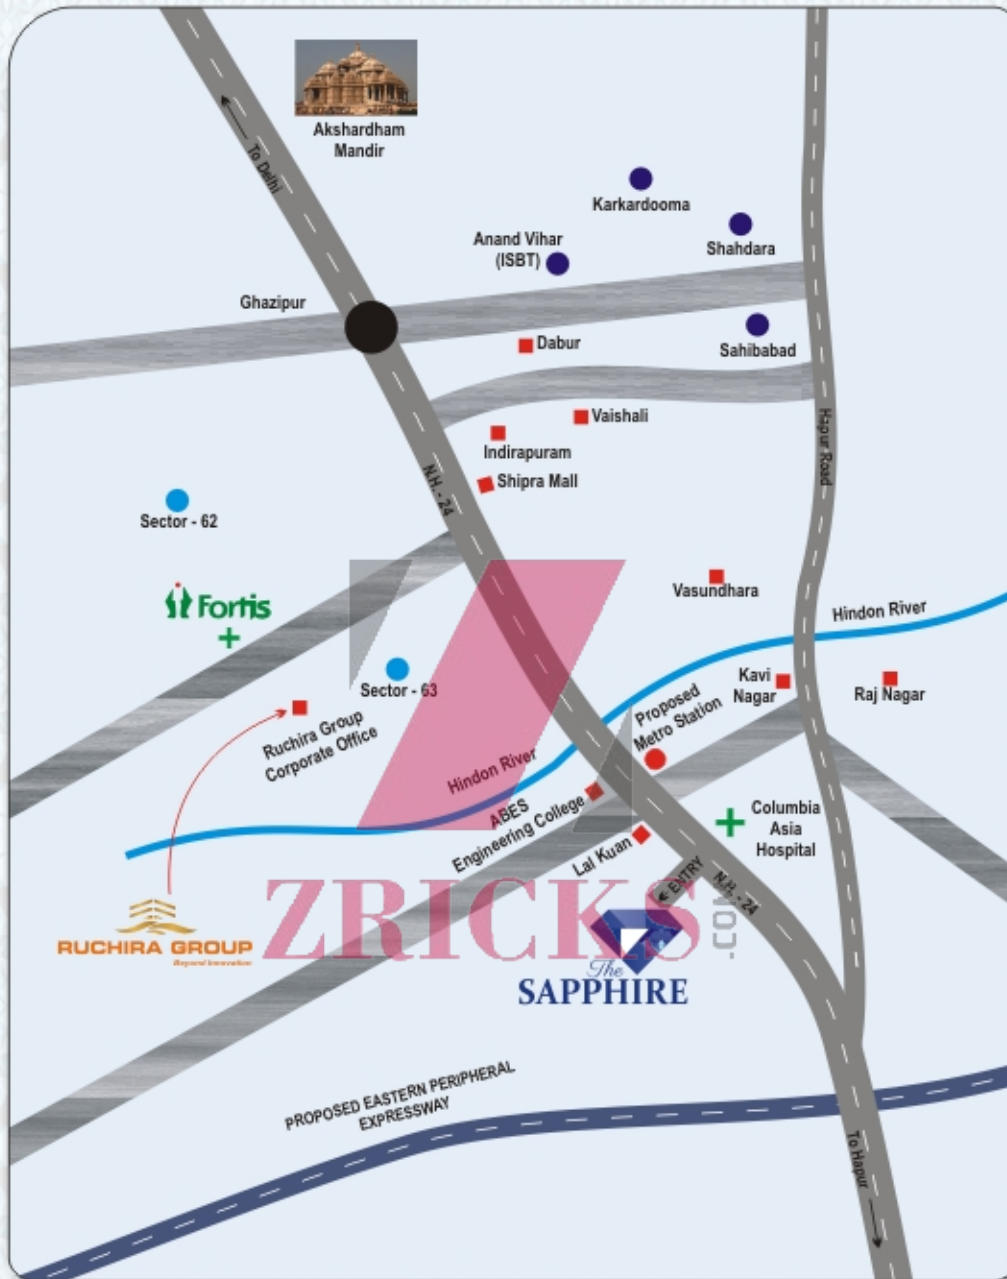 Akshardham
Mandir
To Delhi
Karkardooma
Shahdara
Anand Vihar
(ISBT)
Ghazipur
Dabur
Sahibabad
Vaishali
Indirapuram
Shipra Mall
N.H. - 24
Hapur Road
Sector - 62
Fortis
Vasundhara
Hindon River
Sector - 63
Kavi
Nagar
Raj Nagar
Proposed
Metro Station
Ruchira Group
Corporate Office
Hindon River
ABES
Engineering College
Columbia
Asia
Hospital
Lal Kuan
ENTRY
N.H. - 24
ZRICKS
.COM
RUCHIRA GROUP
Beyond Innovation
The
SAPPHIRE
PROPOSED EASTERN PERIPHERAL
EXPRESSWAY
To Hapur